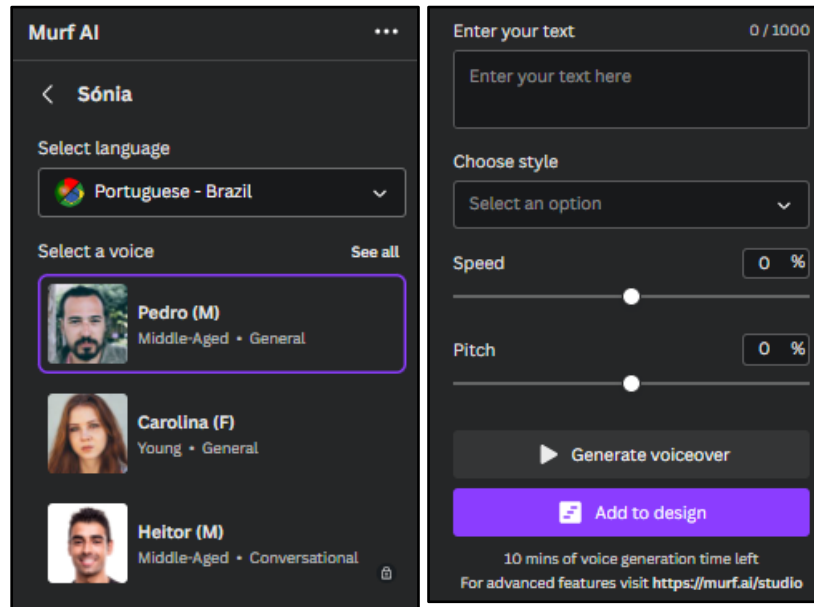 Murf AI
Sónia
Select language
Portuguese - Brazil
Select a voice See all
Pedro (M)
Middle-Aged • General
Carolina (F)
Young • General
Heitor (M)
Middle-Aged • Conversational
Enter your text 0 / 1000
Enter your text here
Choose style
Select an option
Speed 0 %
Pitch 0 %
Generate voiceover
Add to design
10 mins of voice generation time left
For advanced features visit https://murf.ai/studio